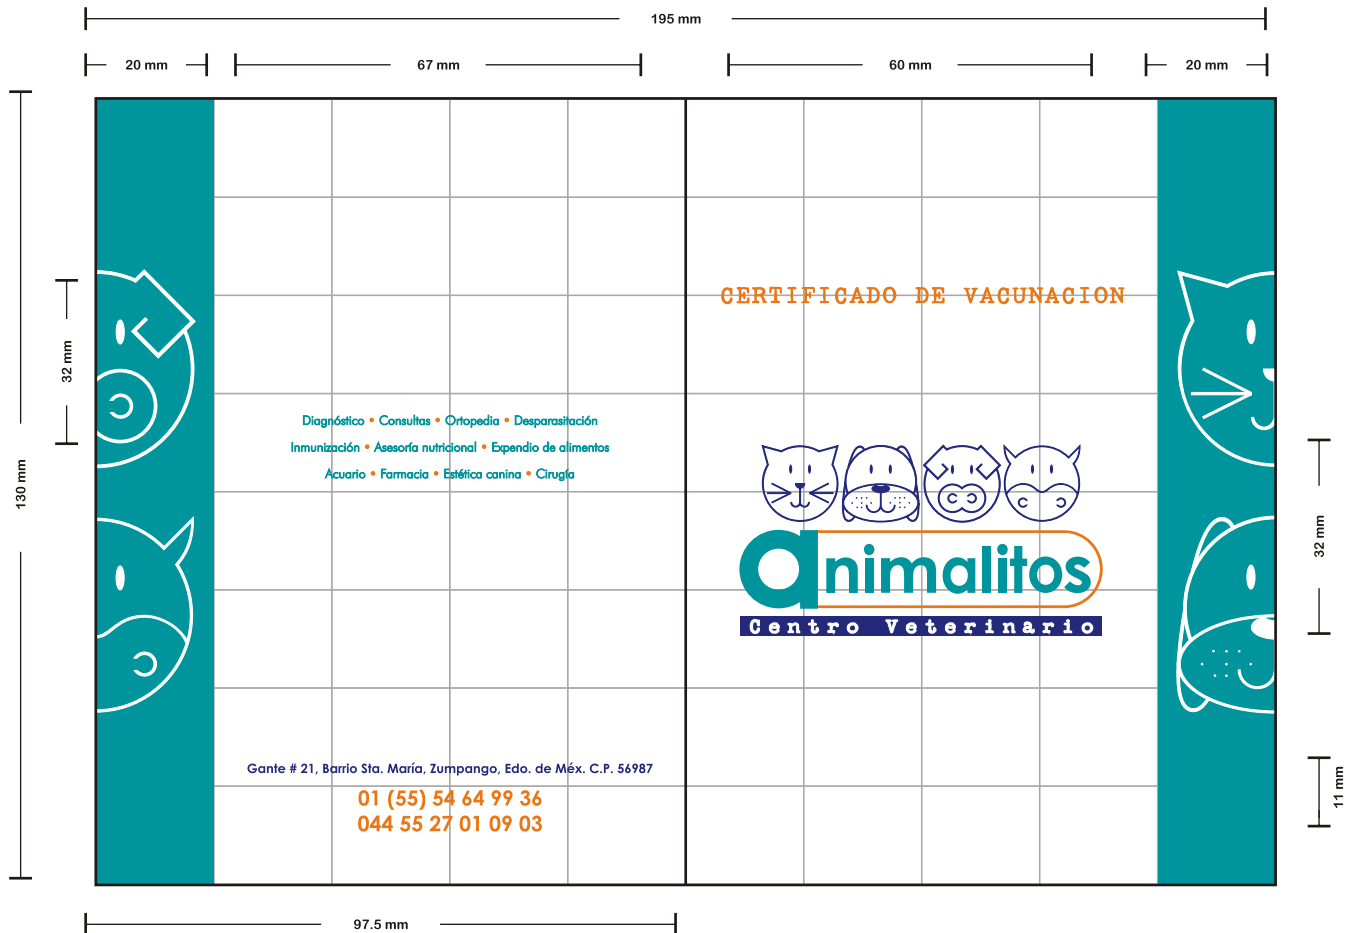 195 mm
20 mm
67 mm
60 mm
20 mm
130 mm
32 mm
CERTIFICADO DE VACUNACION
Diagnóstico • Consultas • Ortopedia • Desparasitación
Inmunización • Asesoría nutricional • Expendio de alimentos
Acuario • Farmacia • Estética canina • Cirugía
animalitos
Centro Veterinario
32 mm
11 mm
Gante # 21, Barrio Sta. María, Zumpango, Edo. de Méx. C.P. 56987
01 (55) 54 64 99 36
044 55 27 01 09 03
97.5 mm